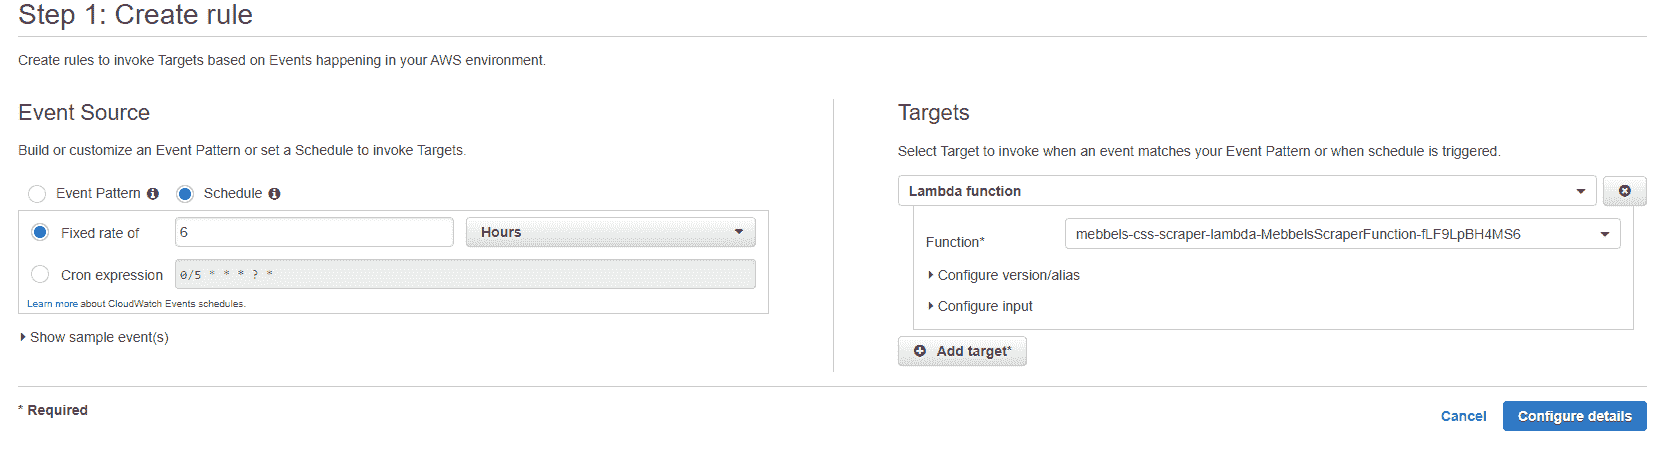 Step 1: Create rule
Create rules to invoke Targets based on Events happening in your AWS environment.
Event Source
Build or customize an Event Pattern or set a Schedule to invoke Targets.
Event Pattern
Schedule
Fixed rate of
6
Hours
Cron expression
0/5 * * * ? *
Learn more about CloudWatch Events schedules.
Show sample event(s)
Targets
Select Target to invoke when an event matches your Event Pattern or when schedule is triggered.
Lambda function
Function*
mebbels-css-scraper-lambda-MebbelsScraperFunction-fLF9LpBH4MS6
Configure version/alias
Configure input
Add target*
* Required
Cancel
Configure details